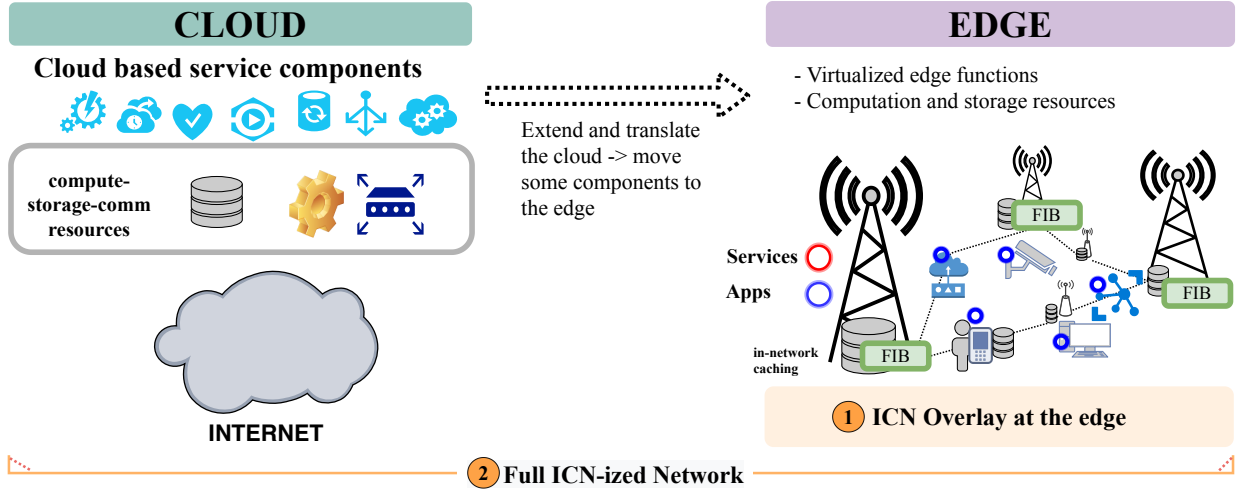 CLOUD
Cloud based service components
compute-
storage-comm
resources
INTERNET
Extend and translate
the cloud -> move
some components to
the edge
EDGE
- Virtualized edge functions
- Computation and storage resources
Services
Apps
FIB
FIB
FIB
in-network
caching
1 ICN Overlay at the edge
2 Full ICN-ized Network